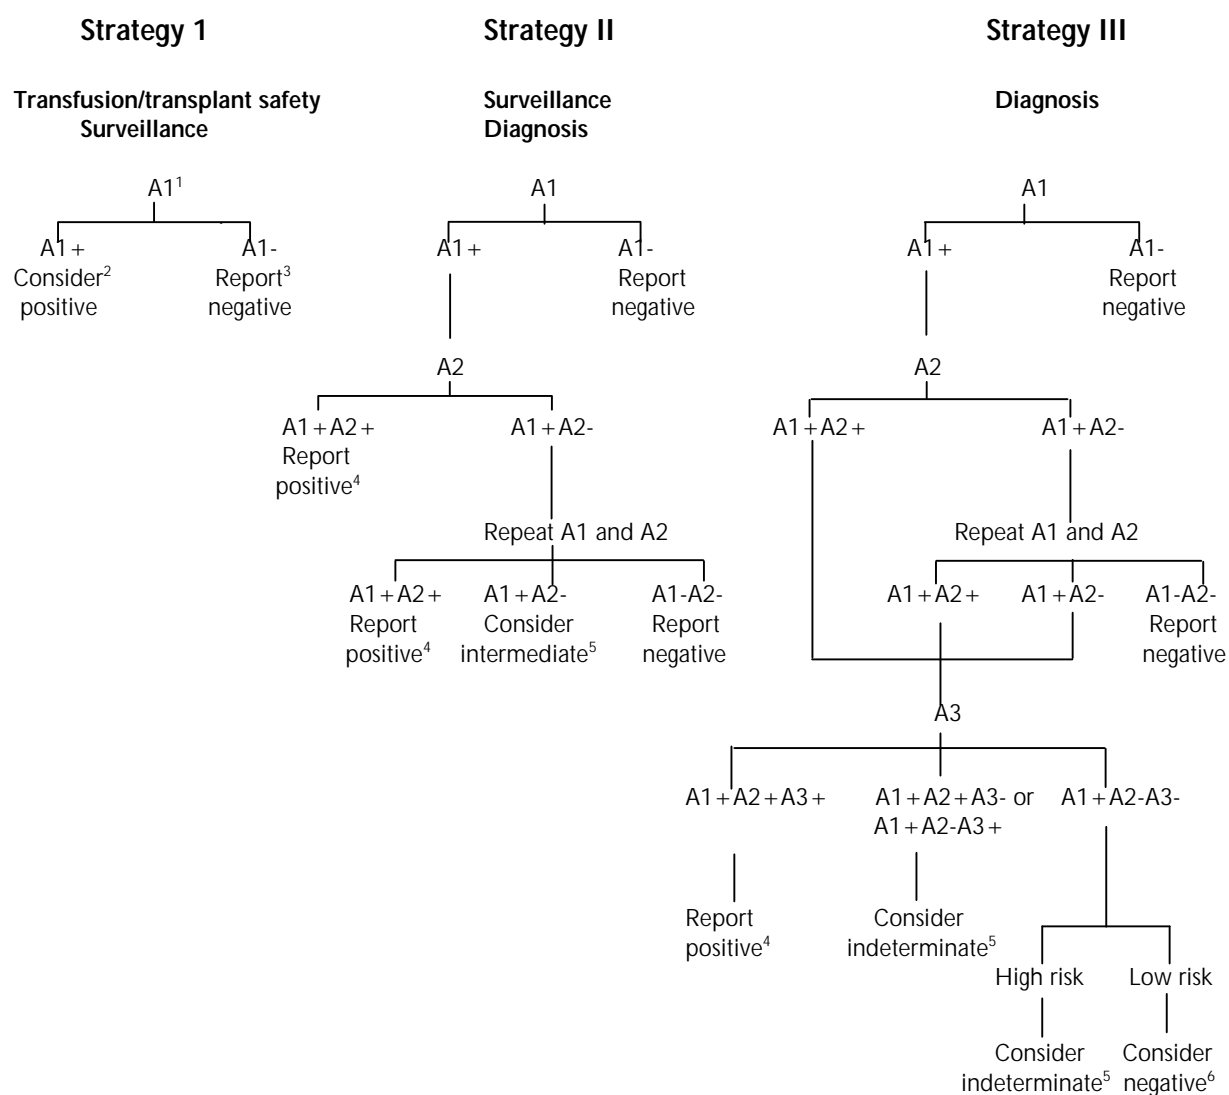 Strategy 1
Transfusion/transplant safety
Surveillance
A1¹
A1+
Consider²
positive
A1-
Report³
negative
Strategy II
Surveillance
Diagnosis
A1
A1+
A1-
Report
negative
A2
A1+A2+
Report
positive⁴
A1+A2-
Repeat A1 and A2
A1+A2+
Report
positive⁴
A1+A2-
Consider
intermediate⁵
A1-A2-
Report
negative
Strategy III
Diagnosis
A1
A1+
A1-
Report
negative
A2
A1+A2+
A1+A2-
Repeat A1 and A2
A1+A2+
A1+A2-
A1-A2-
Report
negative
A3
A1+A2+A3+
Report
positive⁴
A1+A2+A3- or
A1+A2-A3+
Consider
indeterminate⁵
A1+A2-A3-
High risk
Consider
indeterminate⁵
Low risk
Consider
negative⁶